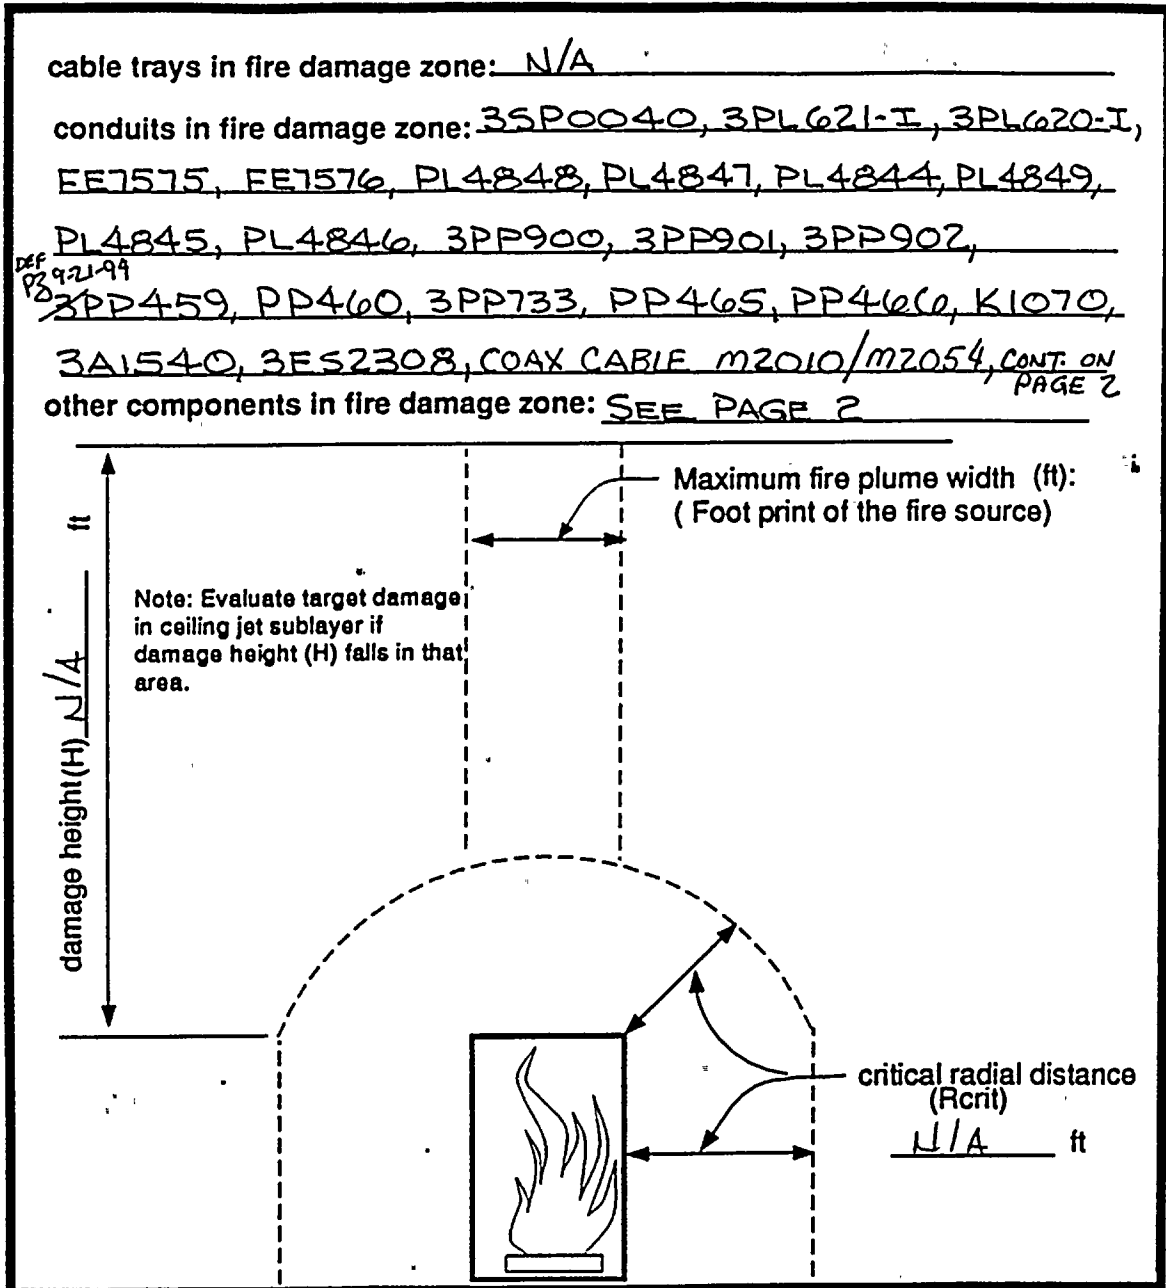 cable trays in fire damage zone: N/A
conduits in fire damage zone: 3SP0040, 3PL621-I, 3PL620-I,
EE7575, EE7576, PL4848, PL4847, PL4844, PL4849,
PL4845, PL4846, 3PP900, 3PP901, 3PP902,
9-21-99
3PP459, PP460, 3PP733, PP465, PP466, K1070,
3A1540, 3ES2308, COAX CABLE M2010/M2054, CONT. ON
PAGE 2
other components in fire damage zone: SEE PAGE 2
Maximum fire plume width (ft):
( Foot print of the fire source)
Note: Evaluate target damage
in ceiling jet sublayer if
damage height (H) falls in that
area.
damage height(H) N/A ft
critical radial distance
(Rcrit)
N/A ft